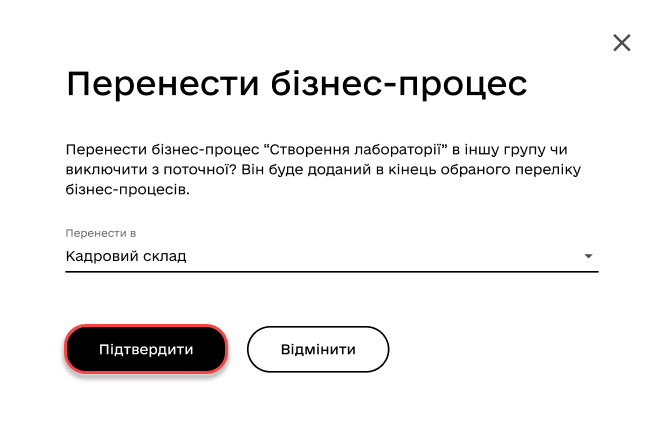 Перенести бізнес-процес
Перенести бізнес-процес “Створення лабораторії” в іншу групу чи
виключити з поточної? Він буде доданий в кінець обраного переліку
бізнес-процесів.
Перенести в
Кадровий склад
Підтвердити
Відмінити